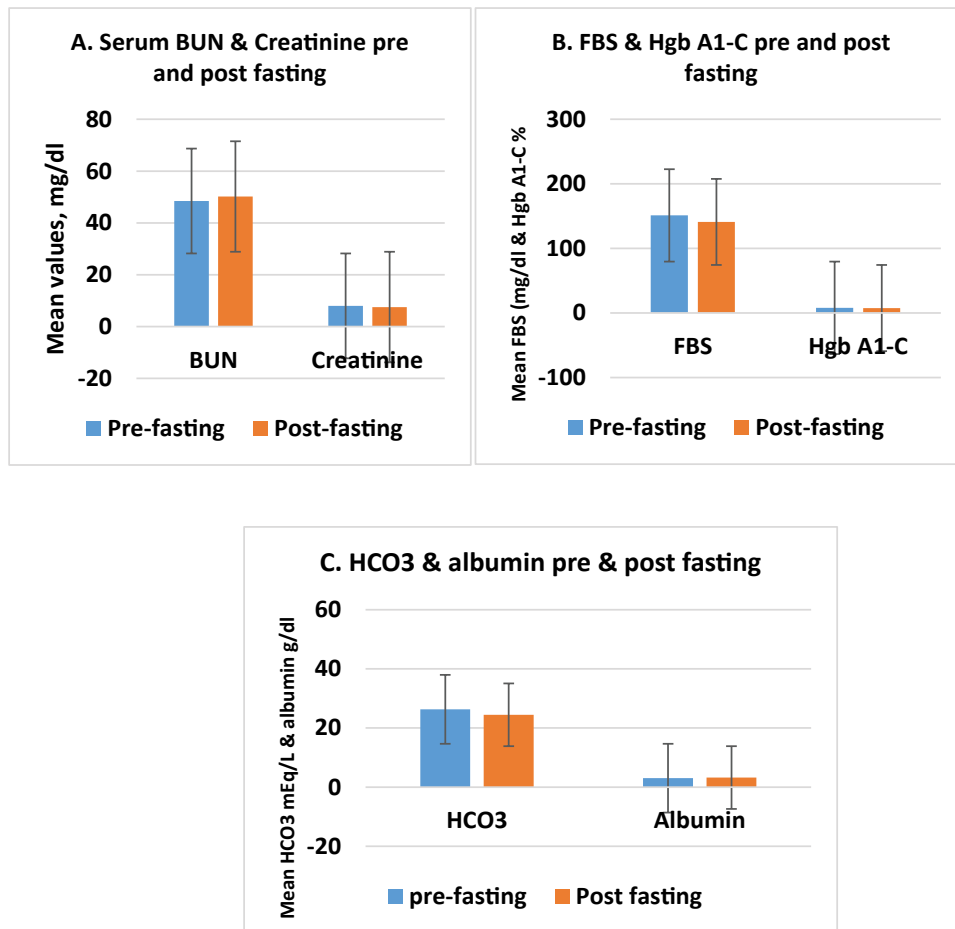 A. Serum BUN & Creatinine pre
and post fasting
Mean values, mg/dl
80
60
40
20
0
-20
BUN
Creatinine
Pre-fasting
Post-fasting
B. FBS & Hgb A1-C pre and post
fasting
Mean FBS (mg/dl & Hgb A1-C %
300
200
100
0
-100
FBS
Hgb A1-C
Pre-fasting
Post-fasting
C. HCO3 & albumin pre & post fasting
Mean HCO3 mEq/L & albumin g/dl
60
40
20
0
-20
HCO3
Albumin
pre-fasting
Post fasting